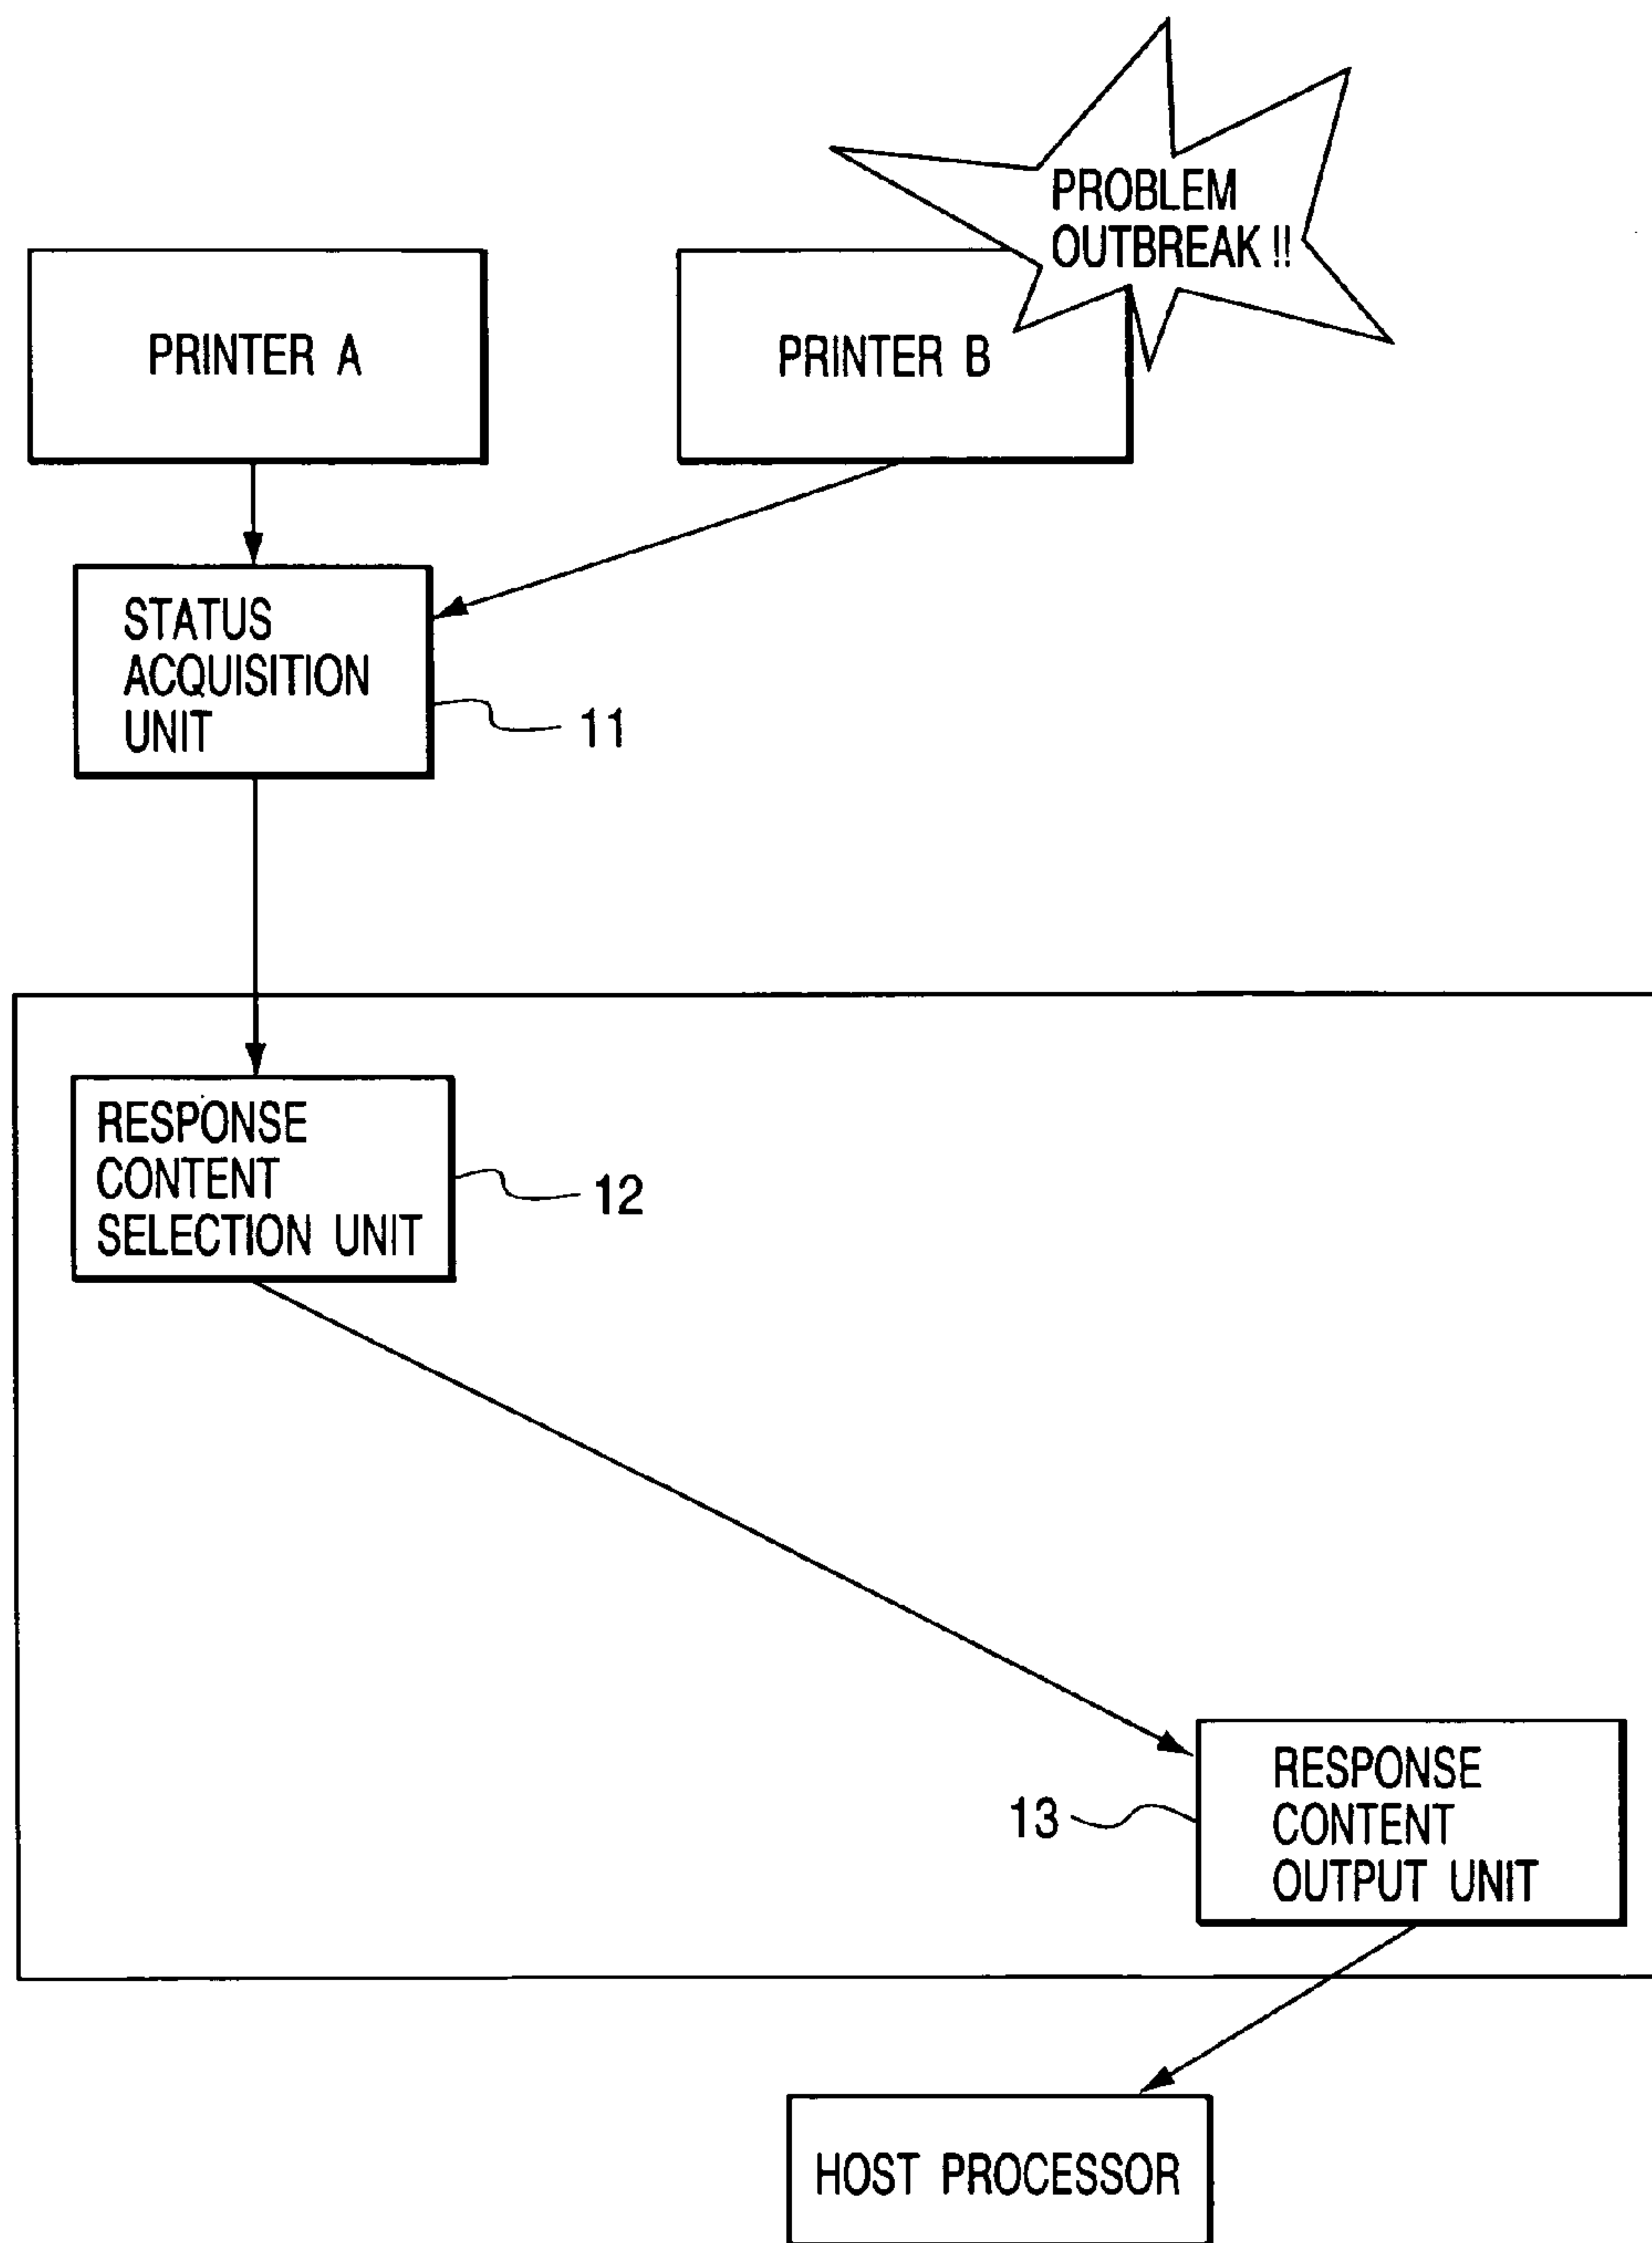 PROBLEM
OUTBREAK !!
PRINTER A
PRINTER B
STATUS
ACQUISITION
UNIT
11
RESPONSE
CONTENT
SELECTION UNIT
12
13
RESPONSE
CONTENT
OUTPUT UNIT
HOST PROCESSOR